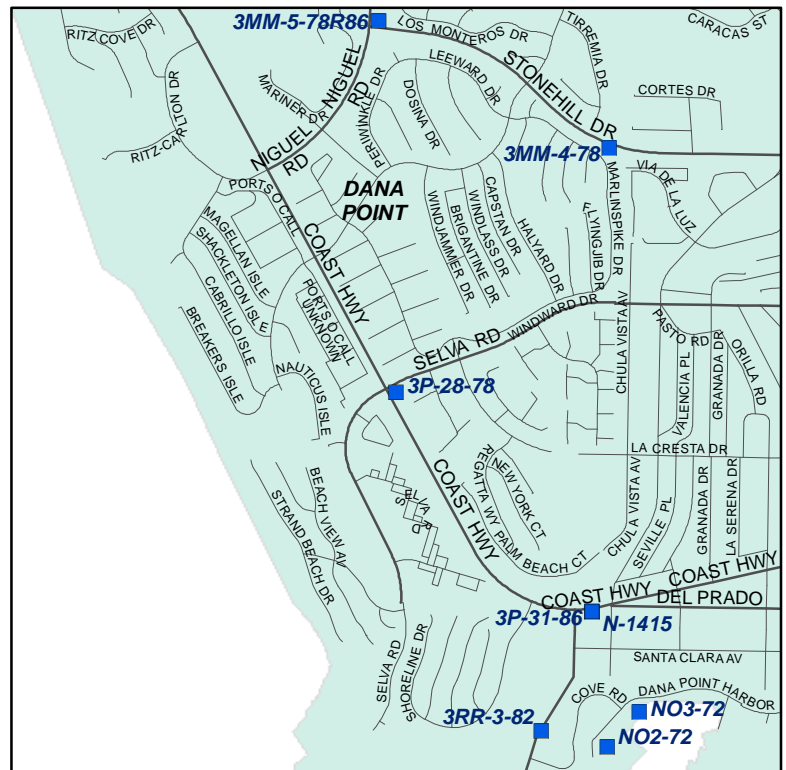 3MM-5-78R86
RITZ COVE DR
LOS MONTEROS DR
TIRREMIA DR
CARACAS ST
LEEWARD DR
STONEHILL DR
CORTES DR
MARINER DR
NIGUEL RD
NIGUEL RD
PERIWINKLE DR
DOSINA DR
RITZ-CARLTON DR
3MM-4-78
VIA DE LA LUZ
MARLINSPIKE DR
PORTS O CALL
DANA
POINT
MAGELLAN ISLE
SHACKLETON ISLE
CABRILLO ISLE
BREAKERS ISLE
COAST HWY
PORTS O CALL
UNKNOWN
WINDJAMMER DR
BRIGANTINE DR
WINDLASS DR
CAPSTAN DR
HALYARD DR
FLYINGJIB DR
CHULA VISTA AV
SELVA RD
WINDWARD DR
PASTO RD
VALENCIA PL
GRANADA DR
ORILLA RD
NAUTICUS ISLE
3P-28-78
LA CRESTA DR
COAST HWY
REGATTA WY
NEW YORK CT
PALM BEACH CT
BEACH VIEW AV
STRAND BEACH DR
SELVA RD
CHULA VISTA AV
SEVILLE PL
GRANADA DR
LA SERENA DR
COAST HWY
COAST HWY
DEL PRADO
3P-31-86
N-1415
SANTA CLARA AV
SELVA RD
SHORELINE DR
COVE RD
DANA POINT HARBOR
3RR-3-82
NO3-72
NO2-72